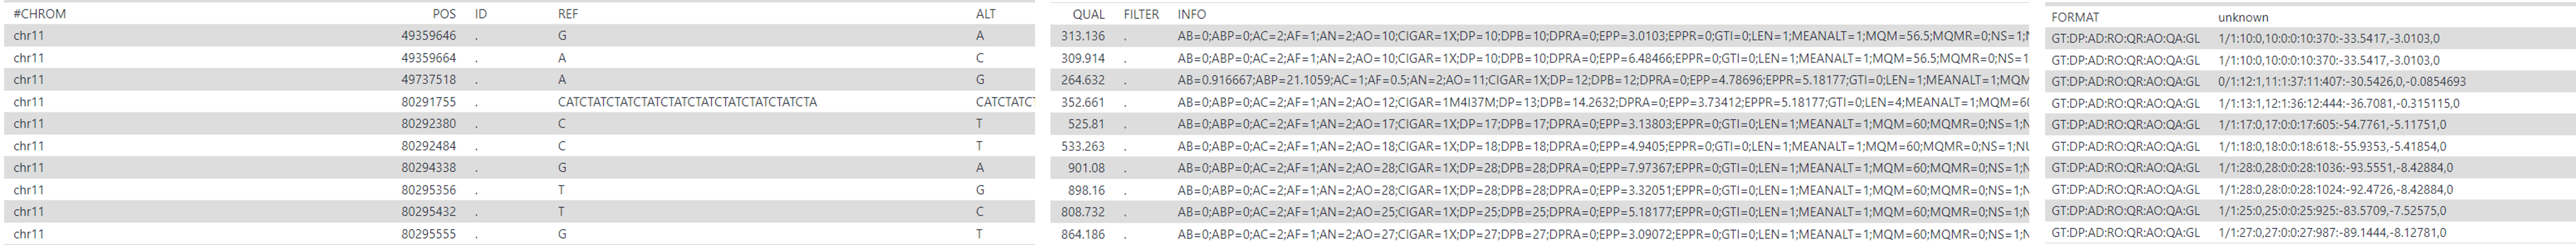 #CHROM POS ID REF ALT QUAL FILTER INFO FORMAT unknown
chr11 49359646 . G A 313.136 . AB=0;ABP=0;AC=2;AF=1;AN=2;AO=10;CIGAR=1X;DP=10;DPB=10;DPRA=0;EPP=3.0103;EPPR=0;GTI=0;LEN=1;MEANALT=1;MQM=56.5;MQMR=0;NS=1; GT:DP:AD:RO:QR:AO:QA:GL 1/1:10:0,10:0:0:10:370:-33.5417,-3.0103,0
chr11 49359664 . A C 309.914 . AB=0;ABP=0;AC=2;AF=1;AN=2;AO=10;CIGAR=1X;DP=10;DPB=10;DPRA=0;EPP=6.48466;EPPR=0;GTI=0;LEN=1;MEANALT=1;MQM=56.5;MQMR=0;NS=1 GT:DP:AD:RO:QR:AO:QA:GL 1/1:10:0,10:0:0:10:370:-33.5417,-3.0103,0
chr11 49737518 . A G 264.632 . AB=0.916667;ABP=21.1059;AC=1;AF=0.5;AN=2;AO=11;CIGAR=1X;DP=12;DPB=12;DPRA=0;EPP=4.78696;EPPR=5.18177;GTI=0;LEN=1;MEANALT=1;MQM GT:DP:AD:RO:QR:AO:QA:GL 0/1:12:1,11:1:37:11:407:-30.5426,0,-0.0854693
chr11 80291755 . CATCTATCTATCTATCTATCTATCTATCTATCTATCTA CATCTATCT 352.661 . AB=0;ABP=0;AC=2;AF=1;AN=2;AO=12;CIGAR=1M4I37M;DP=13;DPB=14.2632;DPRA=0;EPP=3.73412;EPPR=5.18177;GTI=0;LEN=4;MEANALT=1;MQM=60 GT:DP:AD:RO:QR:AO:QA:GL 1/1:13:1,12:1:36:12:444:-36.7081,-0.315115,0
chr11 80292380 . C T 525.81 . AB=0;ABP=0;AC=2;AF=1;AN=2;AO=17;CIGAR=1X;DP=17;DPB=17;DPRA=0;EPP=3.13803;EPPR=0;GTI=0;LEN=1;MEANALT=1;MQM=60;MQMR=0;NS=1;N GT:DP:AD:RO:QR:AO:QA:GL 1/1:17:0,17:0:0:17:605:-54.7761,-5.11751,0
chr11 80292484 . C T 533.263 . AB=0;ABP=0;AC=2;AF=1;AN=2;AO=18;CIGAR=1X;DP=18;DPB=18;DPRA=0;EPP=4.9405;EPPR=0;GTI=0;LEN=1;MEANALT=1;MQM=60;MQMR=0;NS=1;NU GT:DP:AD:RO:QR:AO:QA:GL 1/1:18:0,18:0:0:18:618:-55.9353,-5.41854,0
chr11 80294338 . G A 901.08 . AB=0;ABP=0;AC=2;AF=1;AN=2;AO=28;CIGAR=1X;DP=28;DPB=28;DPRA=0;EPP=7.97367;EPPR=0;GTI=0;LEN=1;MEANALT=1;MQM=60;MQMR=0;NS=1;N GT:DP:AD:RO:QR:AO:QA:GL 1/1:28:0,28:0:0:28:1036:-93.5551,-8.42884,0
chr11 80295356 . T G 898.16 . AB=0;ABP=0;AC=2;AF=1;AN=2;AO=28;CIGAR=1X;DP=28;DPB=28;DPRA=0;EPP=3.32051;EPPR=0;GTI=0;LEN=1;MEANALT=1;MQM=60;MQMR=0;NS=1;N GT:DP:AD:RO:QR:AO:QA:GL 1/1:28:0,28:0:0:28:1024:-92.4726,-8.42884,0
chr11 80295432 . T C 808.732 . AB=0;ABP=0;AC=2;AF=1;AN=2;AO=25;CIGAR=1X;DP=25;DPB=25;DPRA=0;EPP=5.18177;EPPR=0;GTI=0;LEN=1;MEANALT=1;MQM=60;MQMR=0;NS=1;N GT:DP:AD:RO:QR:AO:QA:GL 1/1:25:0,25:0:0:25:925:-83.5709,-7.52575,0
chr11 80295555 . G T 864.186 . AB=0;ABP=0;AC=2;AF=1;AN=2;AO=27;CIGAR=1X;DP=27;DPB=27;DPRA=0;EPP=3.09072;EPPR=0;GTI=0;LEN=1;MEANALT=1;MQM=60;MQMR=0;NS=1;N GT:DP:AD:RO:QR:AO:QA:GL 1/1:27:0,27:0:0:27:987:-89.1444,-8.12781,0